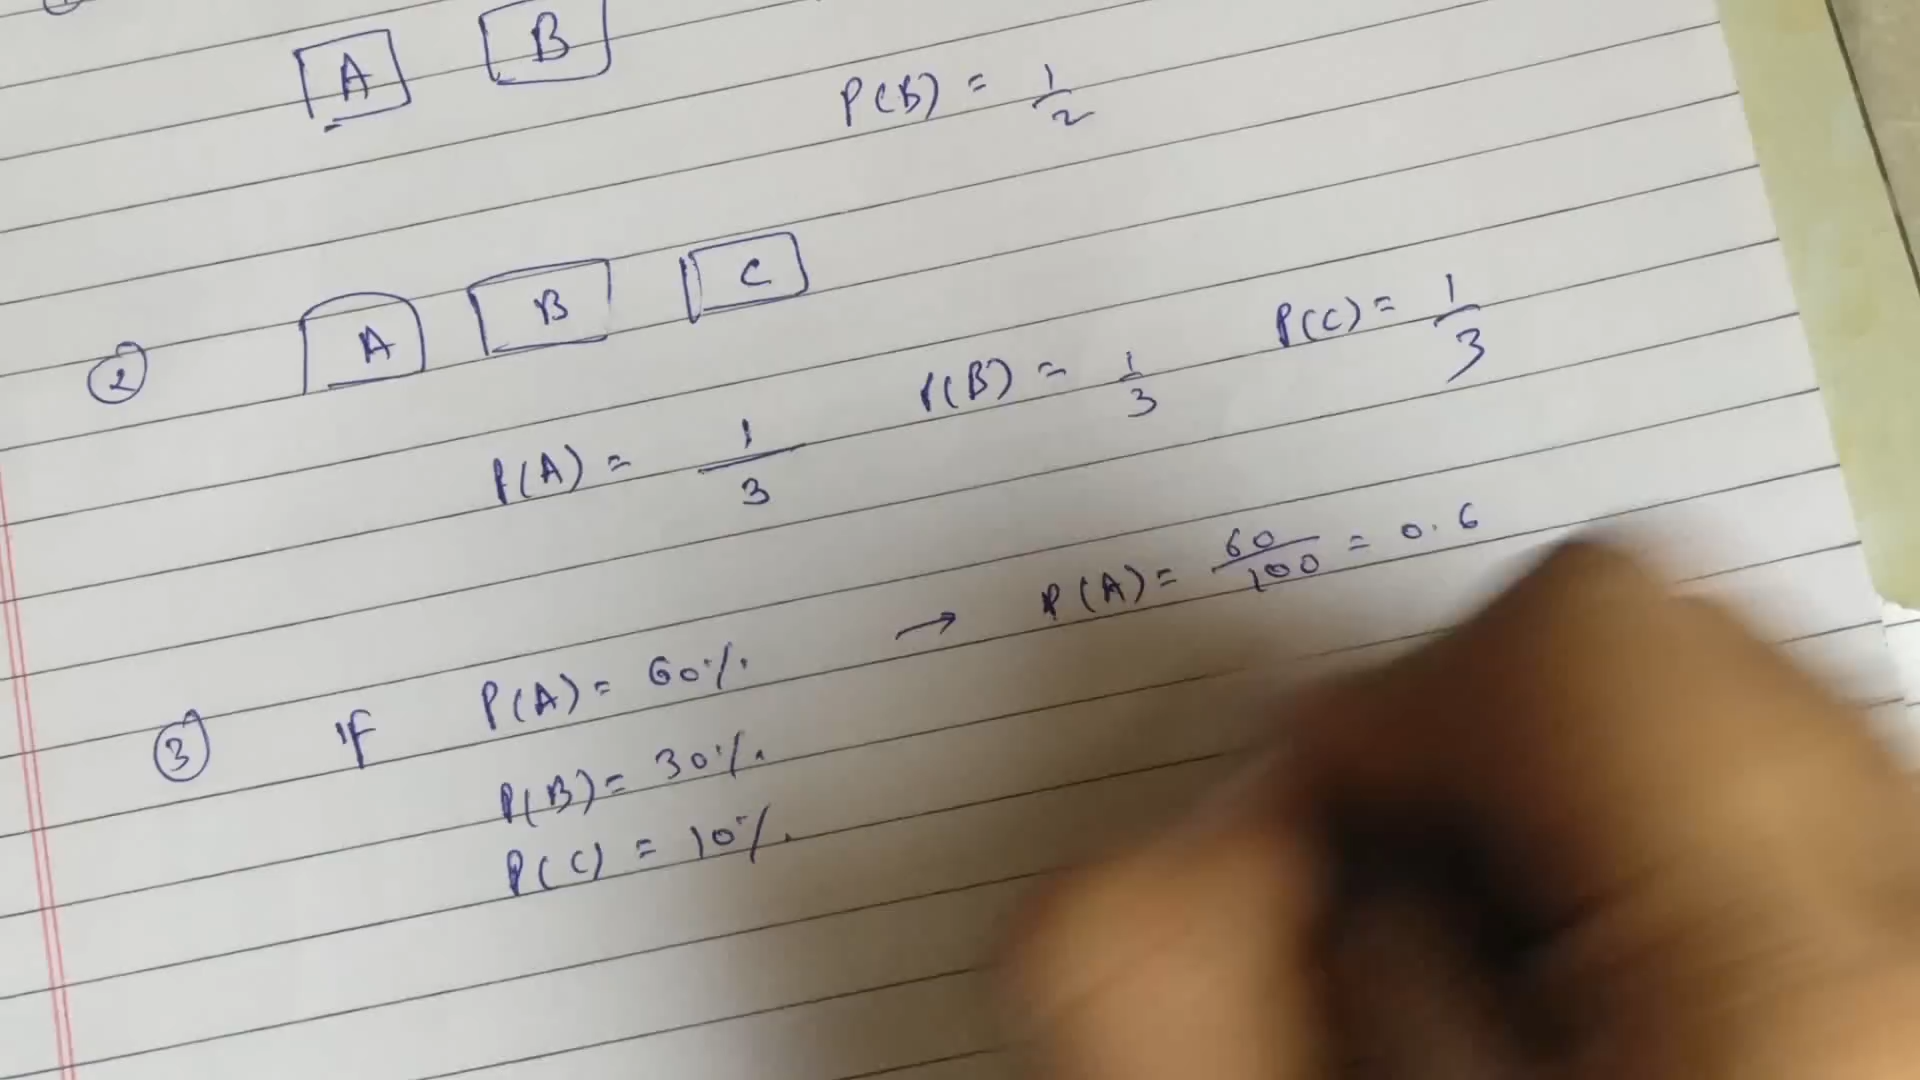 A B
P(B) = 1/2
② A B C
P(A) = 1/3 P(B) = 1/3 P(C) = 1/3
③ If P(A) = 60% → P(A) = 60/100 = 0.6
P(B) = 30%
P(C) = 10%